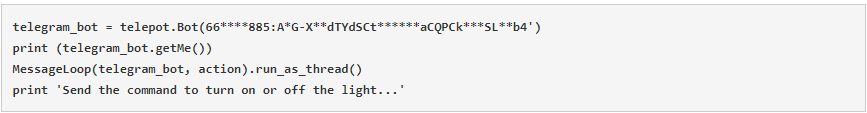 telegram_bot = telepot.Bot(66****885:A*G-X**dTYdSCt******aCQPCk***SL**b4')
print (telegram_bot.getMe())
MessageLoop(telegram_bot, action).run_as_thread()
print 'Send the command to turn on or off the light...'